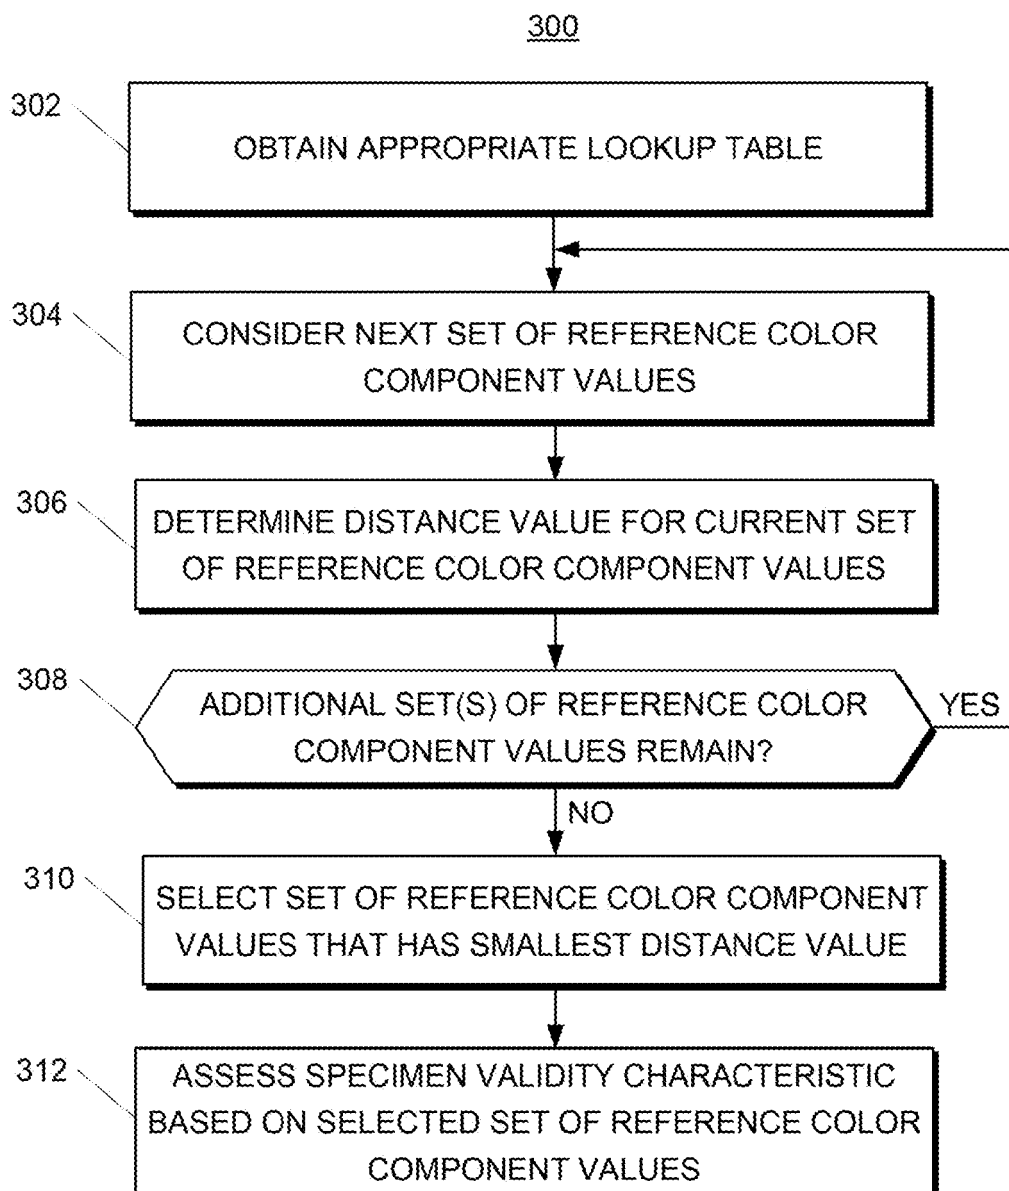 300
302
OBTAIN APPROPRIATE LOOKUP TABLE
304
CONSIDER NEXT SET OF REFERENCE COLOR
COMPONENT VALUES
306
DETERMINE DISTANCE VALUE FOR CURRENT SET
OF REFERENCE COLOR COMPONENT VALUES
308
ADDITIONAL SET(S) OF REFERENCE COLOR
COMPONENT VALUES REMAIN?
YES
NO
310
SELECT SET OF REFERENCE COLOR COMPONENT
VALUES THAT HAS SMALLEST DISTANCE VALUE
312
ASSESS SPECIMEN VALIDITY CHARACTERISTIC
BASED ON SELECTED SET OF REFERENCE COLOR
COMPONENT VALUES